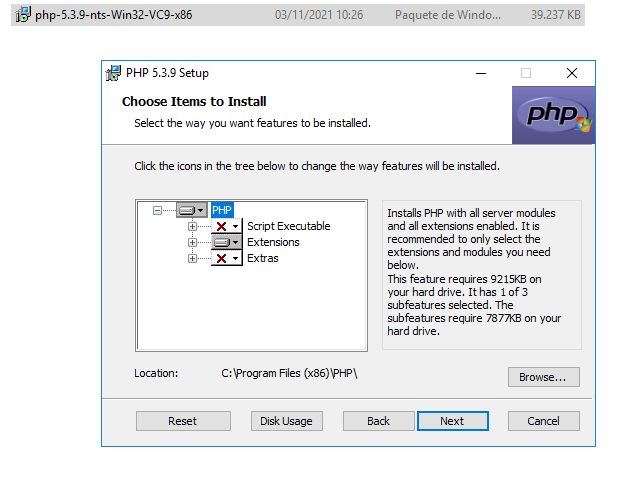 php-5.3.9-nts-Win32-VC9-x86 03/11/2021 10:26 Paquete de Windo... 39.237 KB
PHP 5.3.9 Setup
Choose Items to Install
Select the way you want features to be installed.
php
Click the icons in the tree below to change the way features will be installed.
PHP
Script Executable
Extensions
Extras
Installs PHP with all server modules
and all extensions enabled. It is
recommended to only select the
extensions and modules you need
below.
This feature requires 9215KB on
your hard drive. It has 1 of 3
subfeatures selected. The
subfeatures require 7877KB on your
hard drive.
Location: C:\Program Files (x86)\PHP\
Browse...
Reset Disk Usage Back Next Cancel